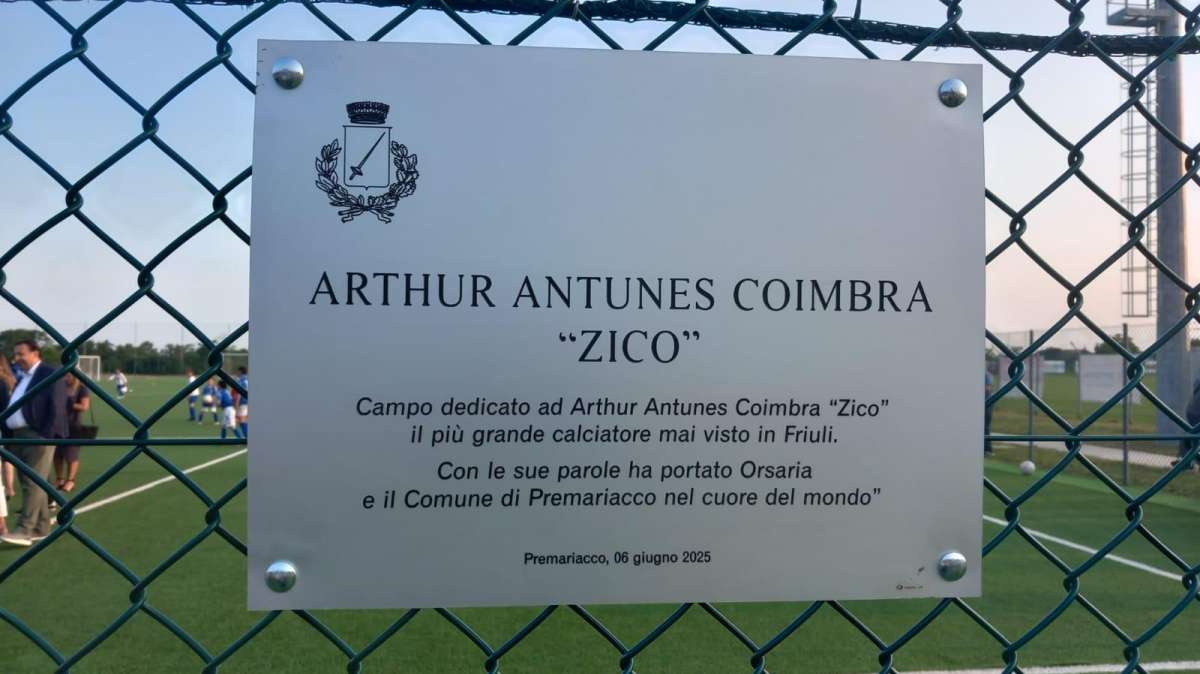 ARTHUR ANTUNES COIMBRA
“ZICO”
Campo dedicato ad Arthur Antunes Coimbra “Zico”
il più grande calciatore mai visto in Friuli.
Con le sue parole ha portato Orsaria
e il Comune di Premariacco nel cuore del mondo”
Premariacco, 06 giugno 2025